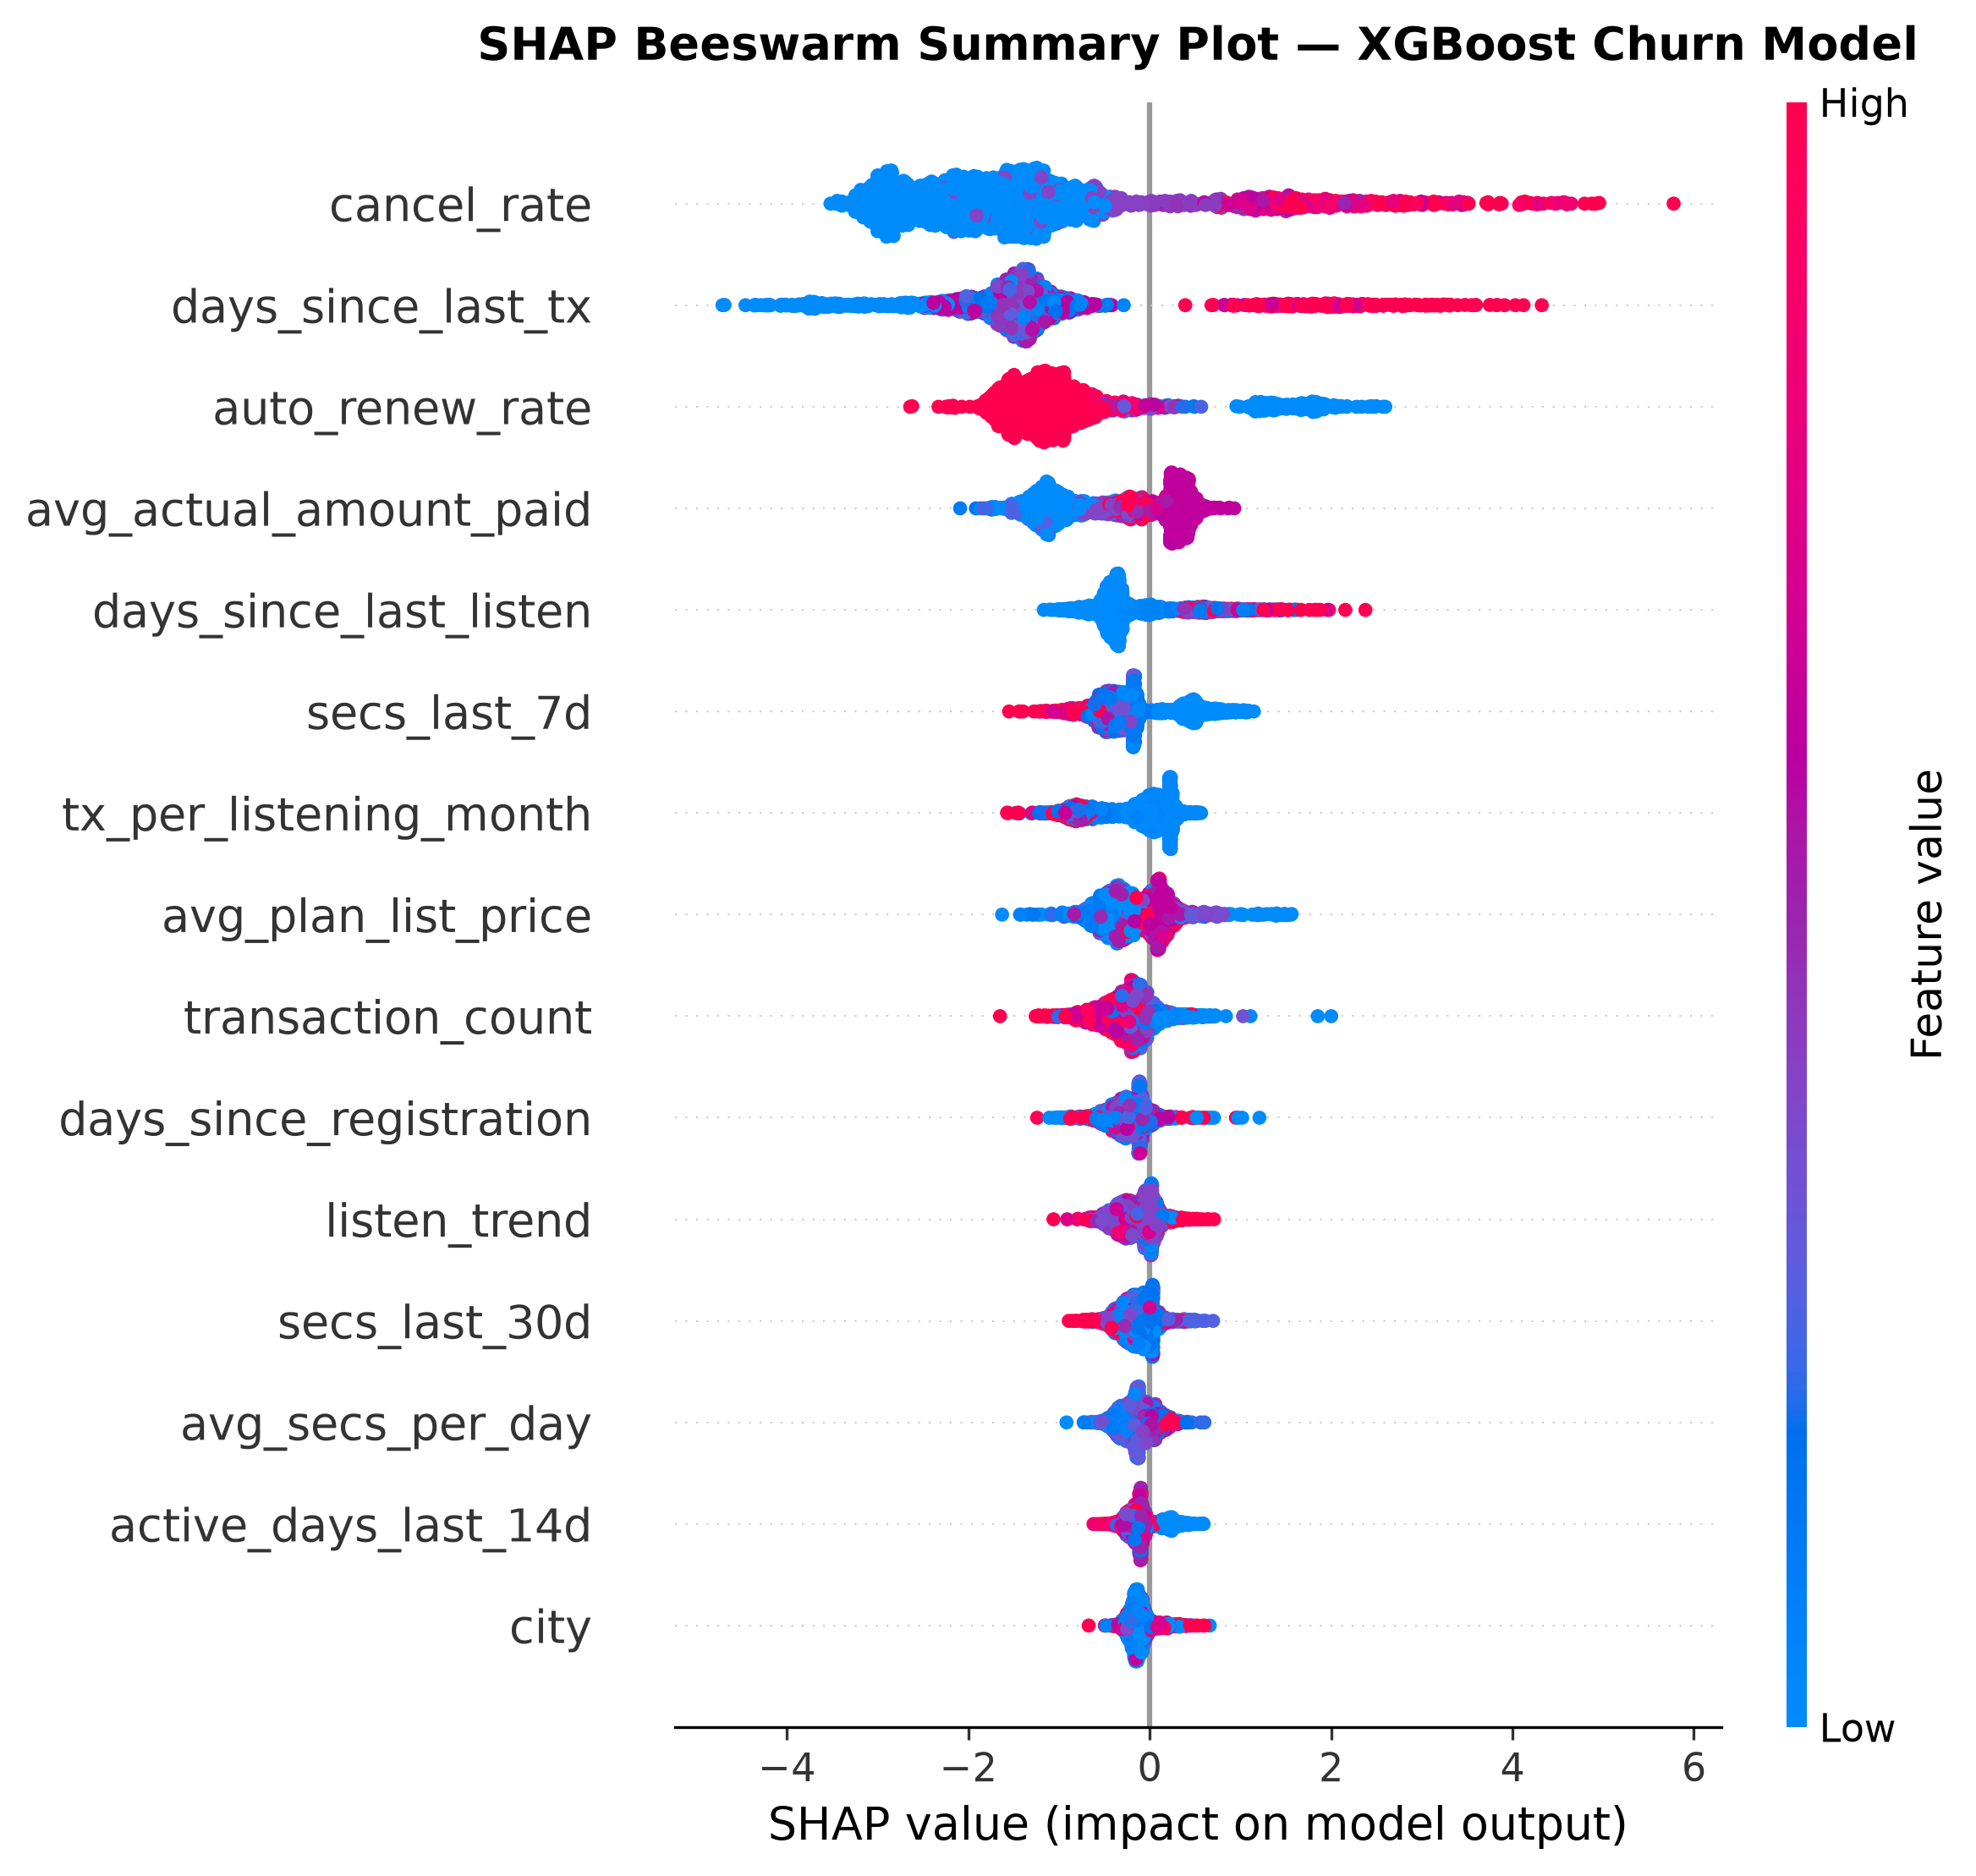 SHAP Beeswarm Summary Plot — XGBoost Churn Model
High
cancel_rate
days_since_last_tx
auto_renew_rate
avg_actual_amount_paid
days_since_last_listen
secs_last_7d
tx_per_listening_month
avg_plan_list_price
transaction_count
days_since_registration
listen_trend
secs_last_30d
avg_secs_per_day
active_days_last_14d
city
Feature value
Low
−4 −2 0 2 4 6
SHAP value (impact on model output)